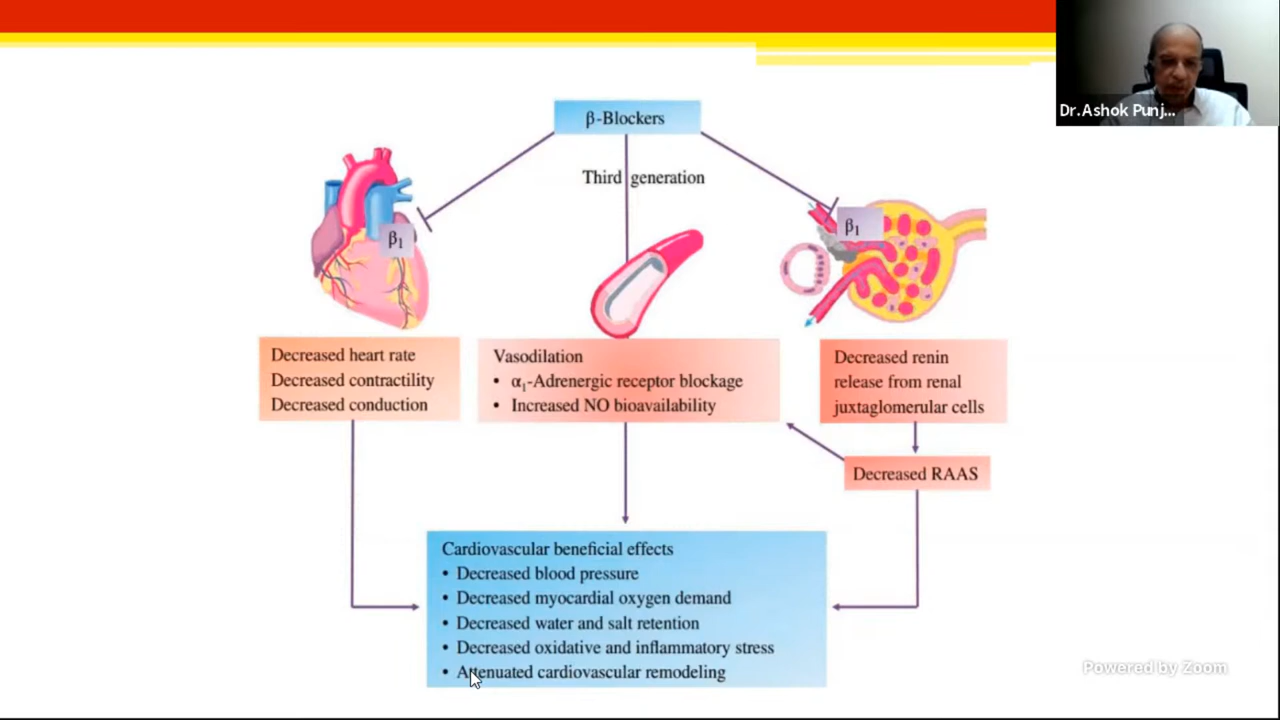 Dr.Ashok Punj...
β-Blockers
Third generation
β₁
β₁
Decreased heart rate
Decreased contractility
Decreased conduction
Vasodilation
• α₁-Adrenergic receptor blockage
• Increased NO bioavailability
Decreased renin
release from renal
juxtaglomerular cells
Decreased RAAS
Cardiovascular beneficial effects
• Decreased blood pressure
• Decreased myocardial oxygen demand
• Decreased water and salt retention
• Decreased oxidative and inflammatory stress
• Attenuated cardiovascular remodeling
Powered by Zoom